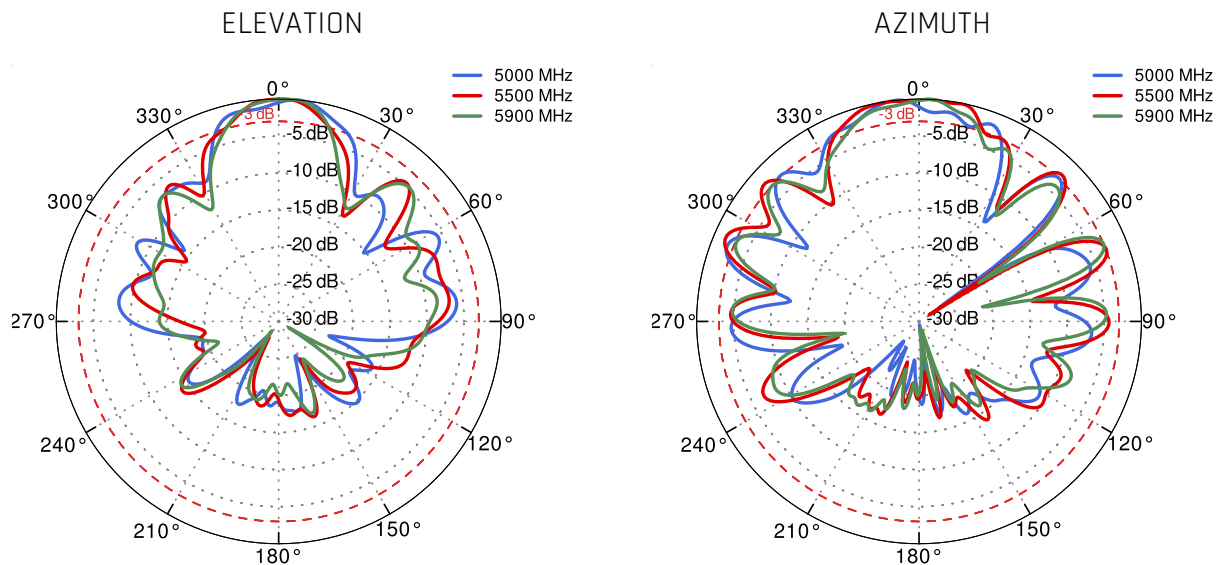 ELEVATION
5000 MHz
5500 MHz
5900 MHz
0°
30°
60°
90°
120°
150°
180°
210°
240°
270°
300°
330°
-3 dB
-5 dB
-10 dB
-15 dB
-20 dB
-25 dB
-30 dB
AZIMUTH
5000 MHz
5500 MHz
5900 MHz
0°
30°
60°
90°
120°
150°
180°
210°
240°
270°
300°
330°
-3 dB
-5 dB
-10 dB
-15 dB
-20 dB
-25 dB
-30 dB